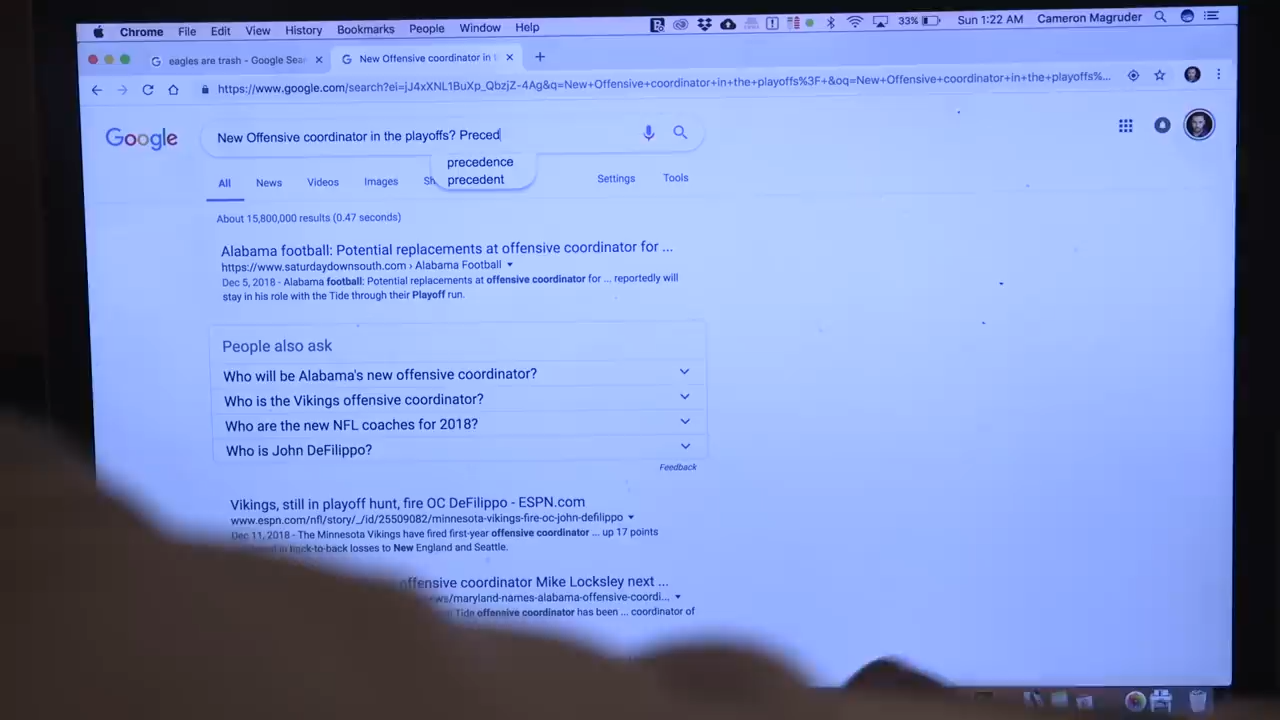 Chrome File Edit View History Bookmarks People Window Help 33% Sun 1:22 AM Cameron Magruder
eagles are trash - Google Sea New Offensive coordinator in t
https://www.google.com/search?ei=jJ4xXNL1BuXp_QbzjZ-4Ag&q=New+Offensive+coordinator+in+the+playoffs%3F+&oq=New+Offensive+coordinator+in+the+playoffs%...
Google New Offensive coordinator in the playoffs? Preced
precedence
precedent
All News Videos Images Sh Settings Tools
About 15,800,000 results (0.47 seconds)
Alabama football: Potential replacements at offensive coordinator for ...
https://www.saturdaydownsouth.com › Alabama Football
Dec 5, 2018 - Alabama football: Potential replacements at offensive coordinator for ... reportedly will
stay in his role with the Tide through their Playoff run.
People also ask
Who will be Alabama's new offensive coordinator?
Who is the Vikings offensive coordinator?
Who are the new NFL coaches for 2018?
Who is John DeFilippo?
Feedback
Vikings, still in playoff hunt, fire OC DeFilippo - ESPN.com
www.espn.com/nfl/story/_/id/25509082/minnesota-vikings-fire-oc-john-defilippo
Dec 11, 2018 - The Minnesota Vikings have fired first-year offensive coordinator ... up 17 points
in back-to-back losses to New England and Seattle.
offensive coordinator Mike Locksley next ...
ws/maryland-names-alabama-offensive-coordi...
Tide offensive coordinator has been ... coordinator of